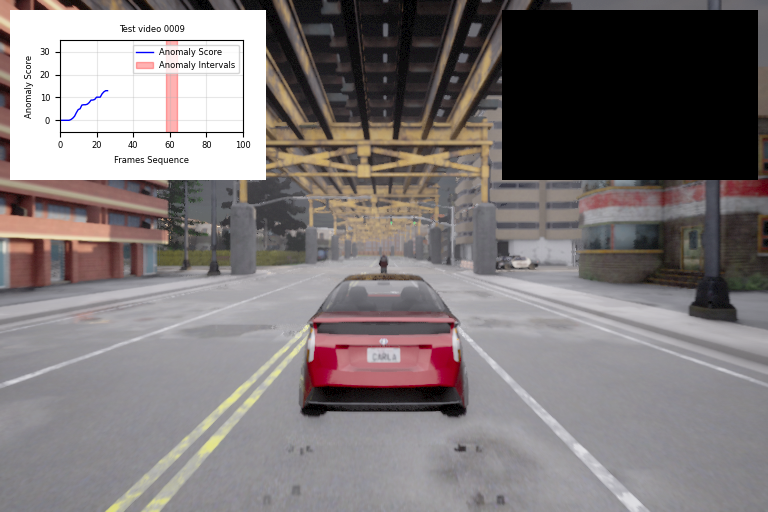 Test video 0009
Anomaly Score
30
20
10
0
Anomaly Score
Anomaly Intervals
0 20 40 60 80 100
Frames Sequence
CARLA